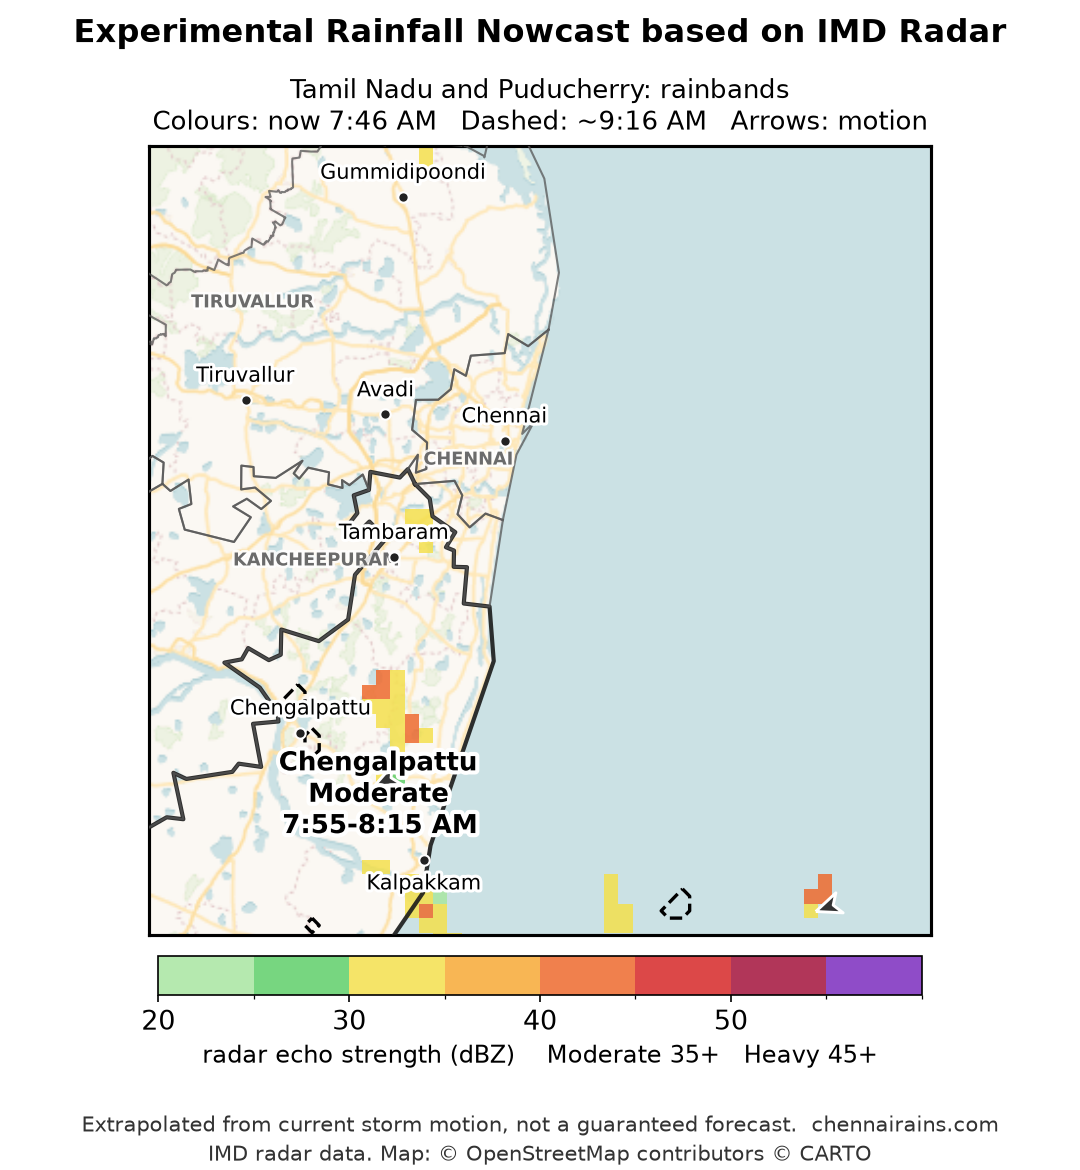 Experimental Rainfall Nowcast based on IMD Radar
Tamil Nadu and Puducherry: rainbands
Colours: now 7:46 AM   Dashed: ~9:16 AM   Arrows: motion
Gummidipoondi
TIRUVALLUR
Tiruvallur
Avadi
Chennai
CHENNAI
Tambaram
KANCHEEPURAM
Chengalpattu
Chengalpattu
Moderate
7:55-8:15 AM
Kalpakkam
20 30 40 50
radar echo strength (dBZ)    Moderate 35+   Heavy 45+
Extrapolated from current storm motion, not a guaranteed forecast.  chennairains.com
IMD radar data. Map: © OpenStreetMap contributors © CARTO